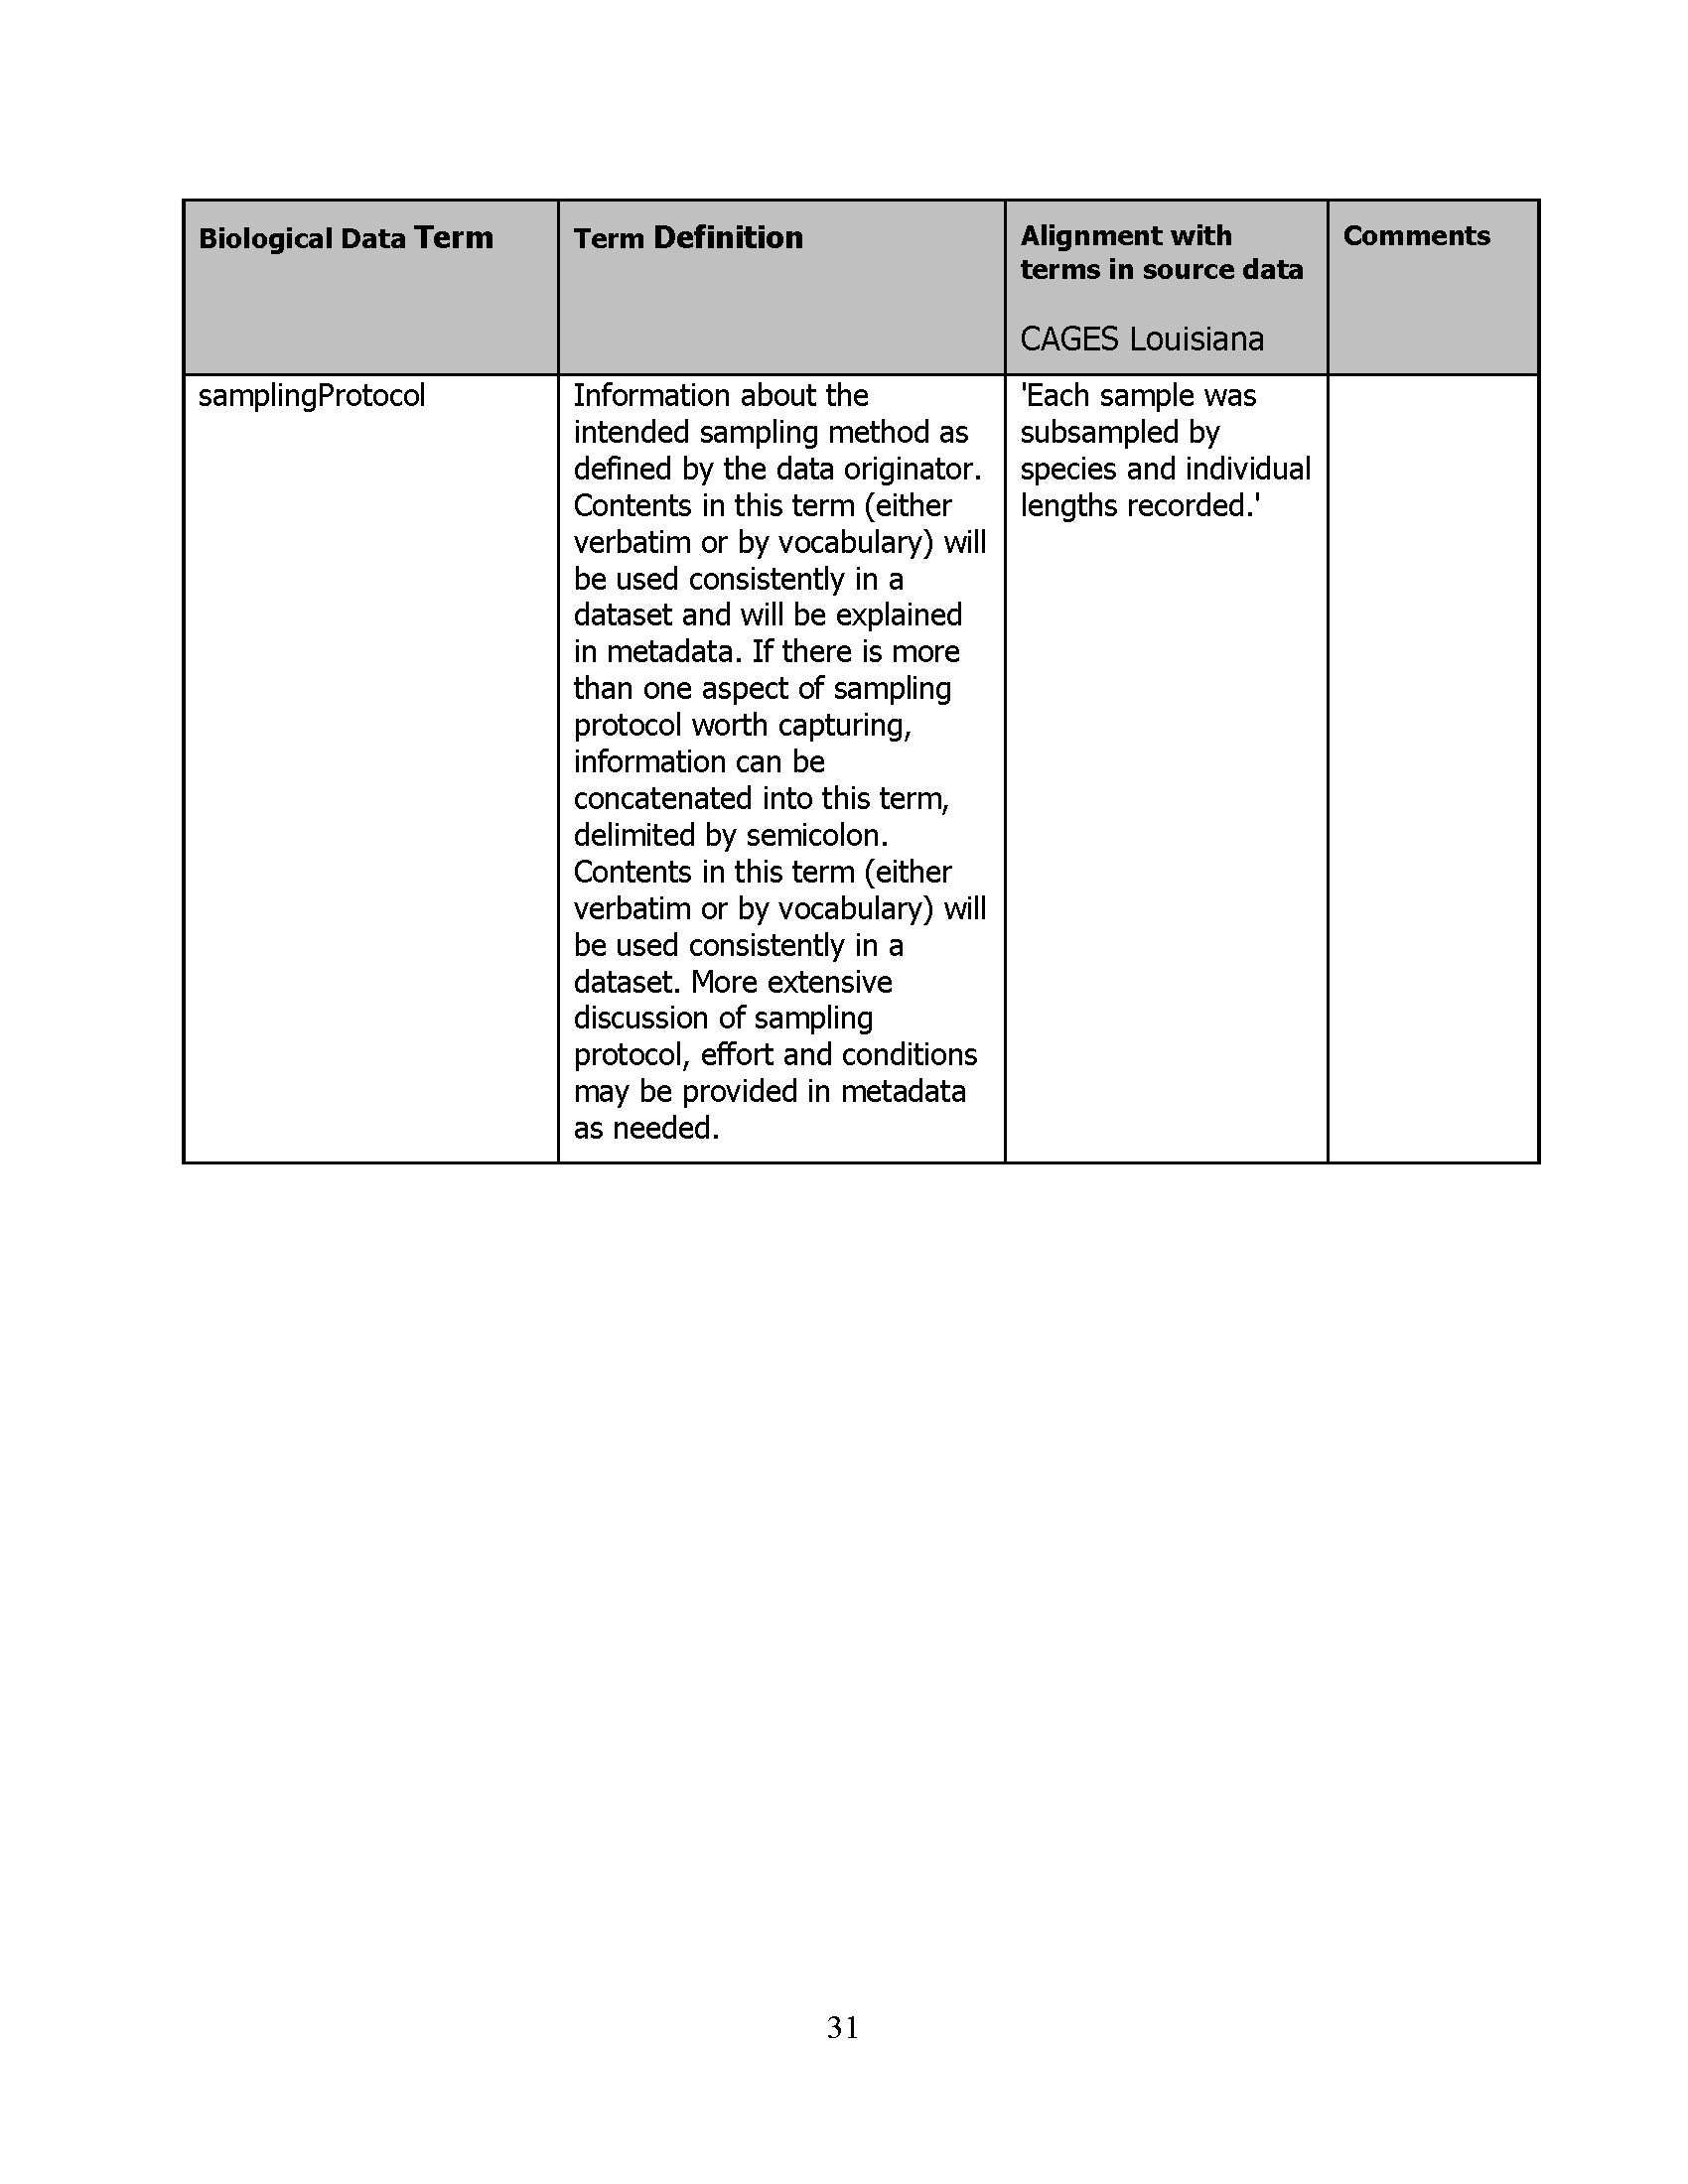 Biological Data Term
Term Definition
Alignment with
terms in source data
CAGES Louisiana
Comments
samplingProtocol
Information about the
intended sampling method as
defined by the data originator.
Contents in this term (either
verbatim or by vocabulary) will
be used consistently in a
dataset and will be explained
in metadata. If there is more
than one aspect of sampling
protocol worth capturing,
information can be
concatenated into this term,
delimited by semicolon.
Contents in this term (either
verbatim or by vocabulary) will
be used consistently in a
dataset. More extensive
discussion of sampling
protocol, effort and conditions
may be provided in metadata
as needed.
'Each sample was
subsampled by
species and individual
lengths recorded.'
31